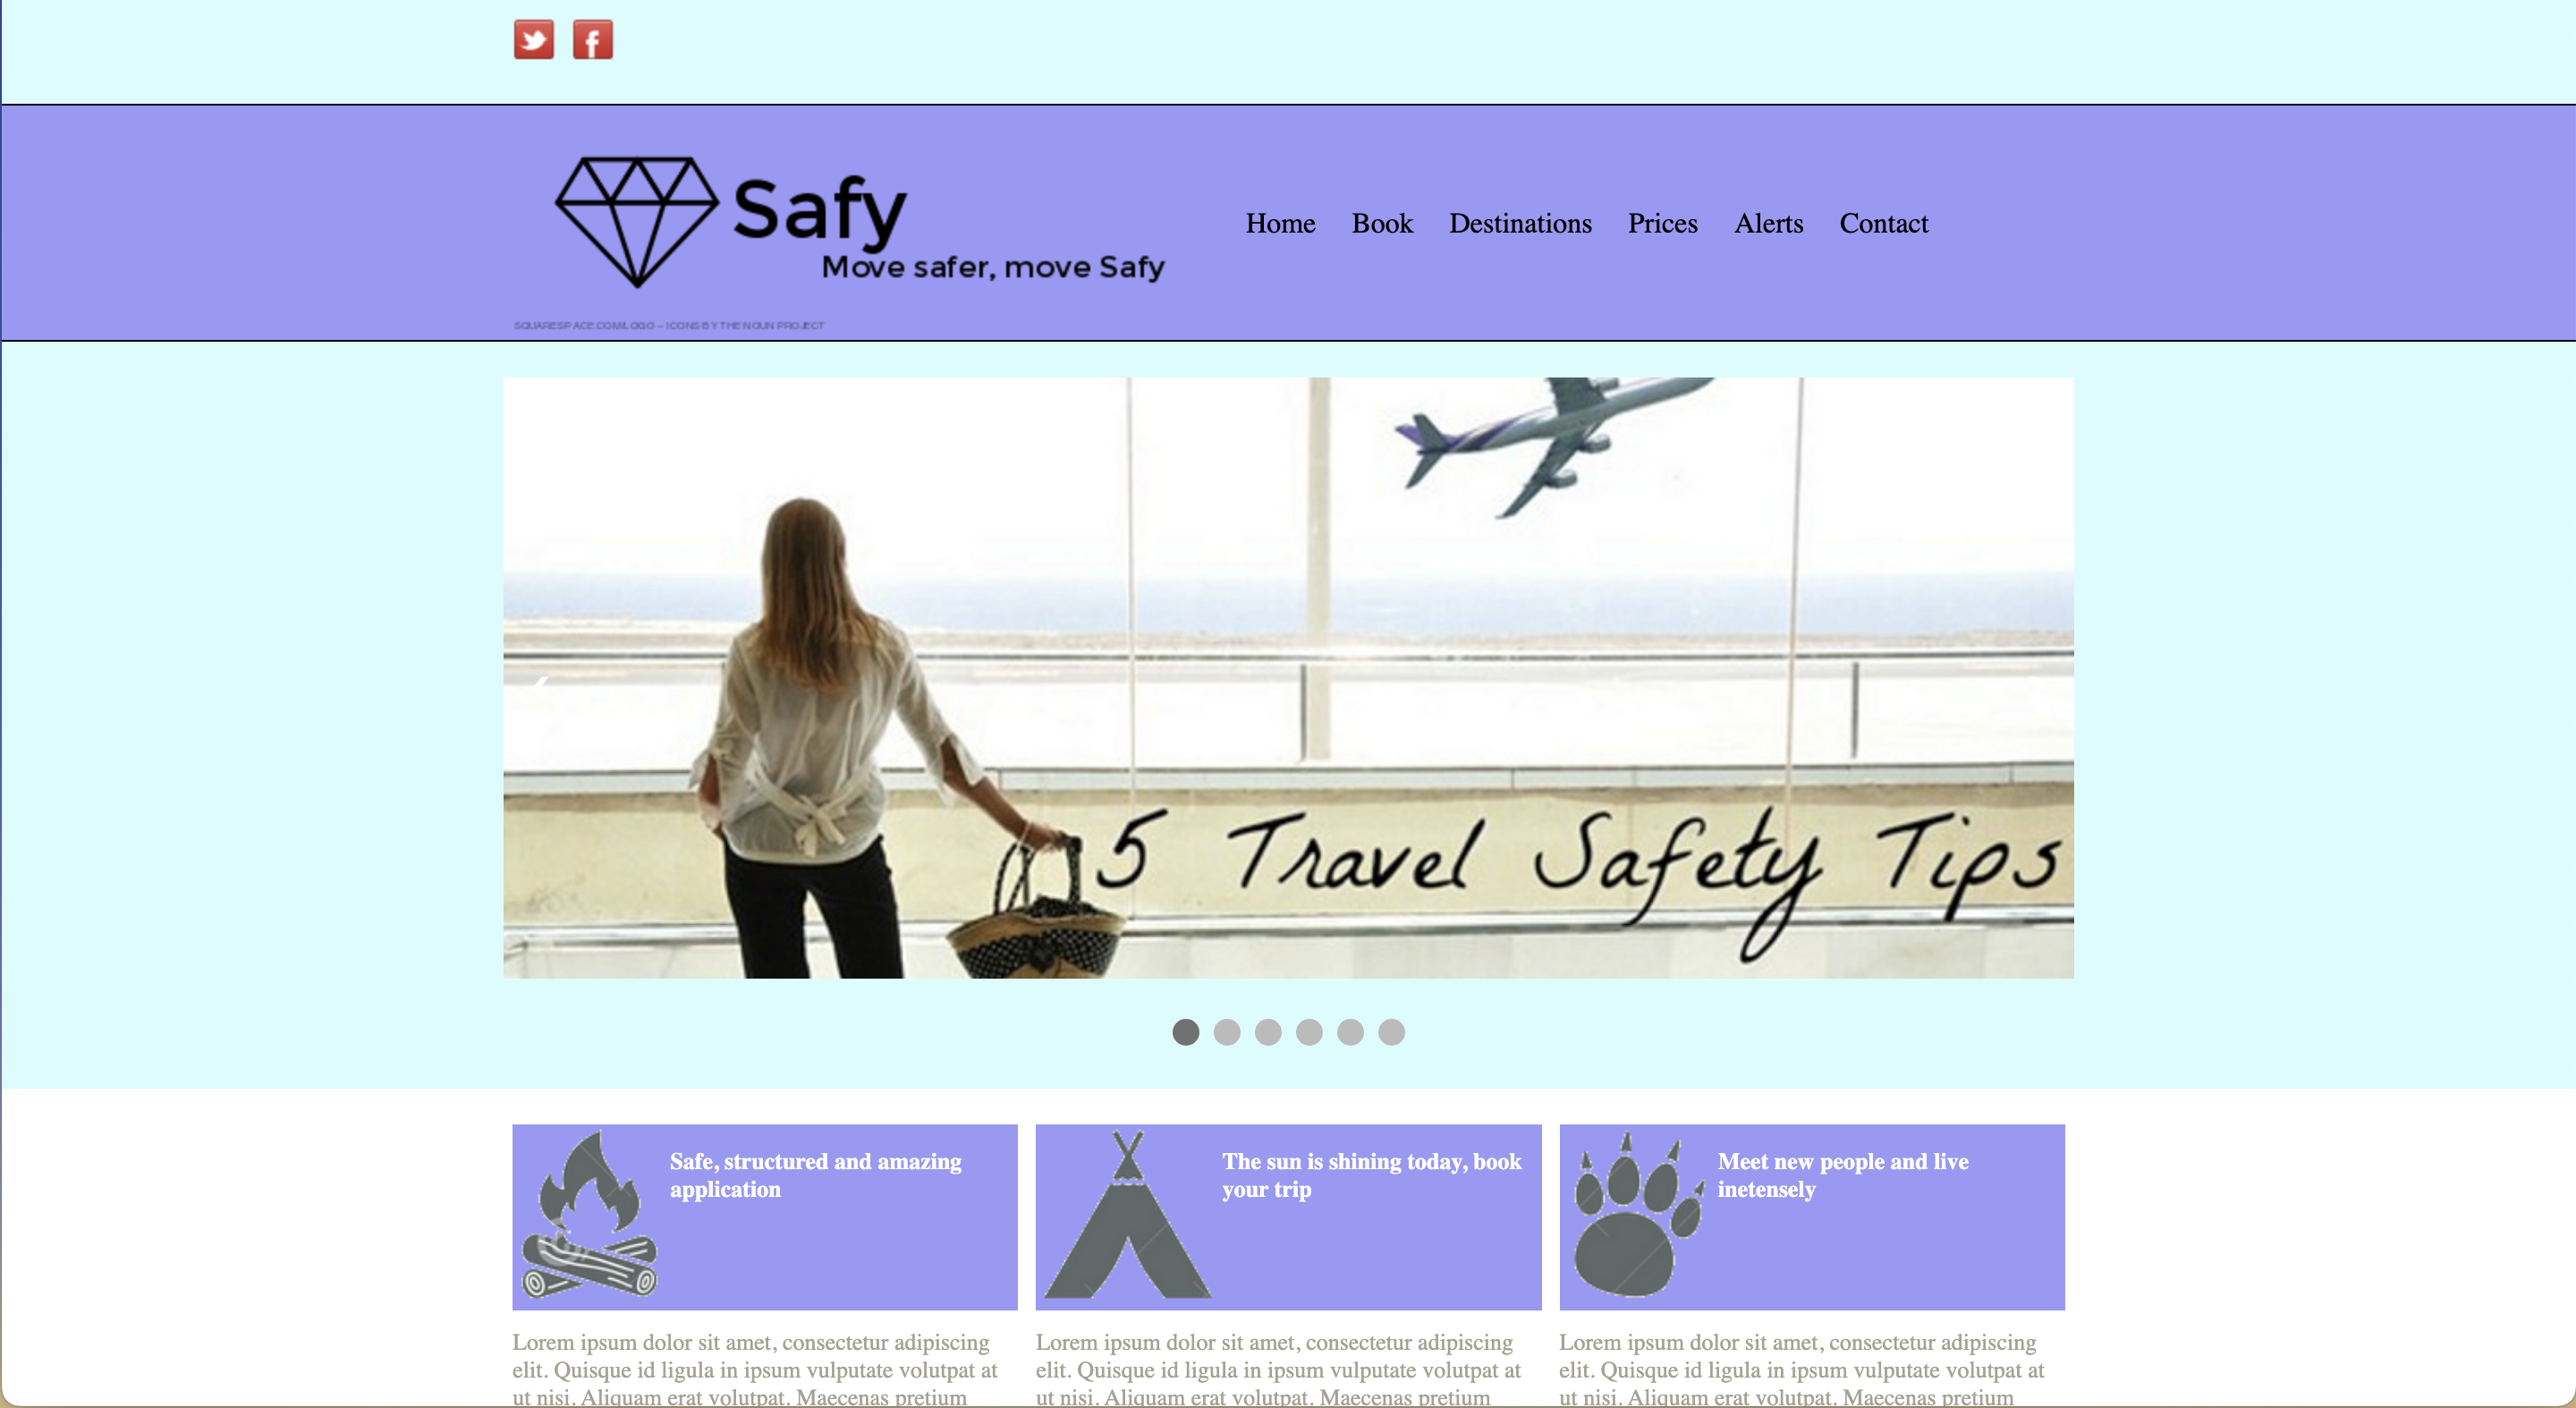 Safy
Move safer, move Safy
SQUARESPACE.COM/LOGO – ICONS BY THE NOUN PROJECT
Home Book Destinations Prices Alerts Contact
5 Travel Safety Tips
Safe, structured and amazing
application
The sun is shining today, book
your trip
Meet new people and live
inetensely
Lorem ipsum dolor sit amet, consectetur adipiscing
elit. Quisque id ligula in ipsum vulputate volutpat at
ut nisi. Aliquam erat volutpat. Maecenas pretium
Lorem ipsum dolor sit amet, consectetur adipiscing
elit. Quisque id ligula in ipsum vulputate volutpat at
ut nisi. Aliquam erat volutpat. Maecenas pretium
Lorem ipsum dolor sit amet, consectetur adipiscing
elit. Quisque id ligula in ipsum vulputate volutpat at
ut nisi. Aliquam erat volutpat. Maecenas pretium